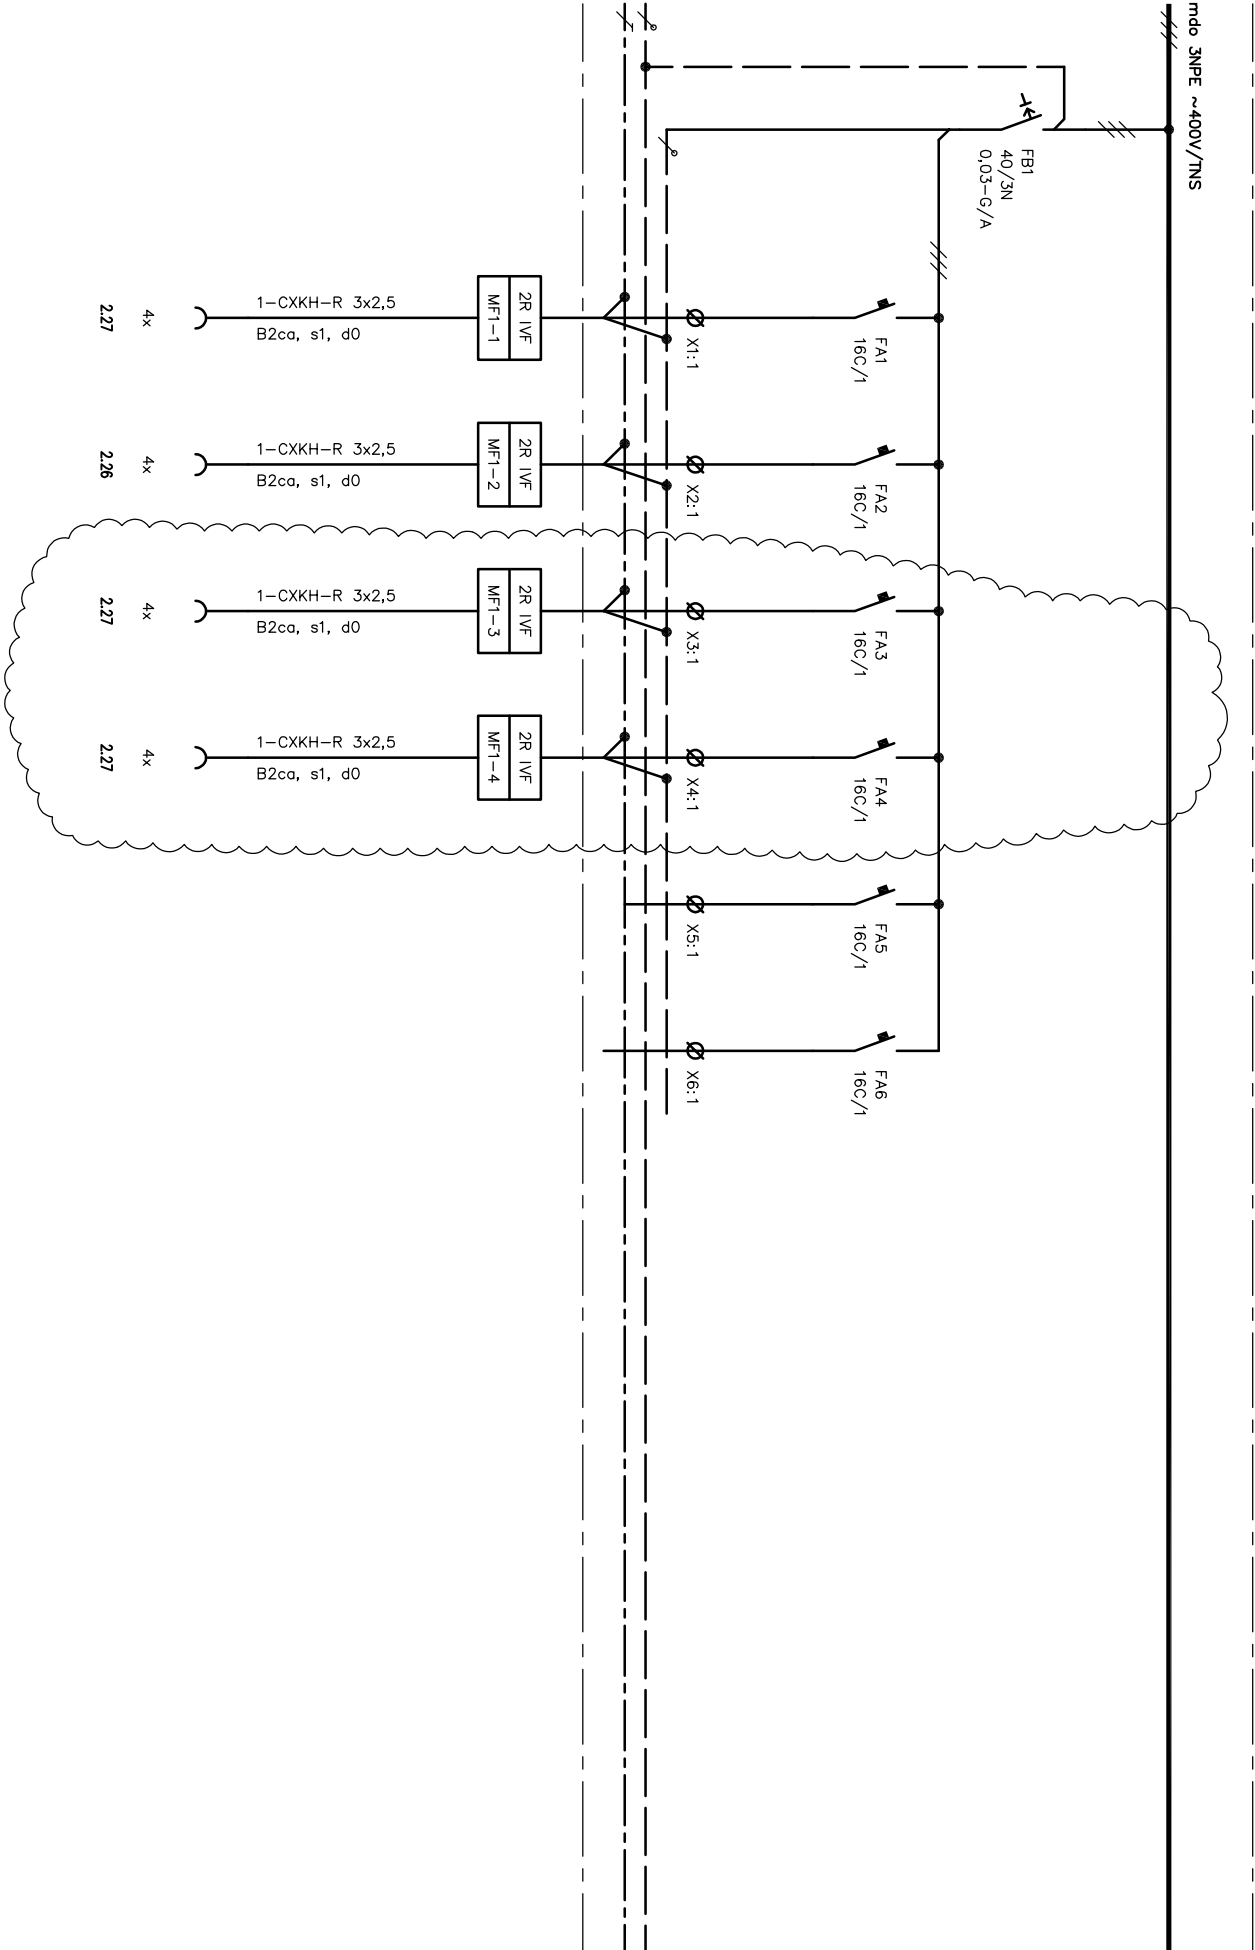 mdo 3NPE ~400V/TNS
FB1
40/3N
0,03-G/A
FA1
16C/1
FA2
16C/1
FA3
16C/1
FA4
16C/1
FA5
16C/1
FA6
16C/1
X1:1
X2:1
X3:1
X4:1
X5:1
X6:1
2R IVF
MF1-1
2R IVF
MF1-2
2R IVF
MF1-3
2R IVF
MF1-4
1-CXKH-R 3x2,5
B2ca, s1, d0
1-CXKH-R 3x2,5
B2ca, s1, d0
1-CXKH-R 3x2,5
B2ca, s1, d0
1-CXKH-R 3x2,5
B2ca, s1, d0
4x
4x
4x
4x
2.27
2.26
2.27
2.27